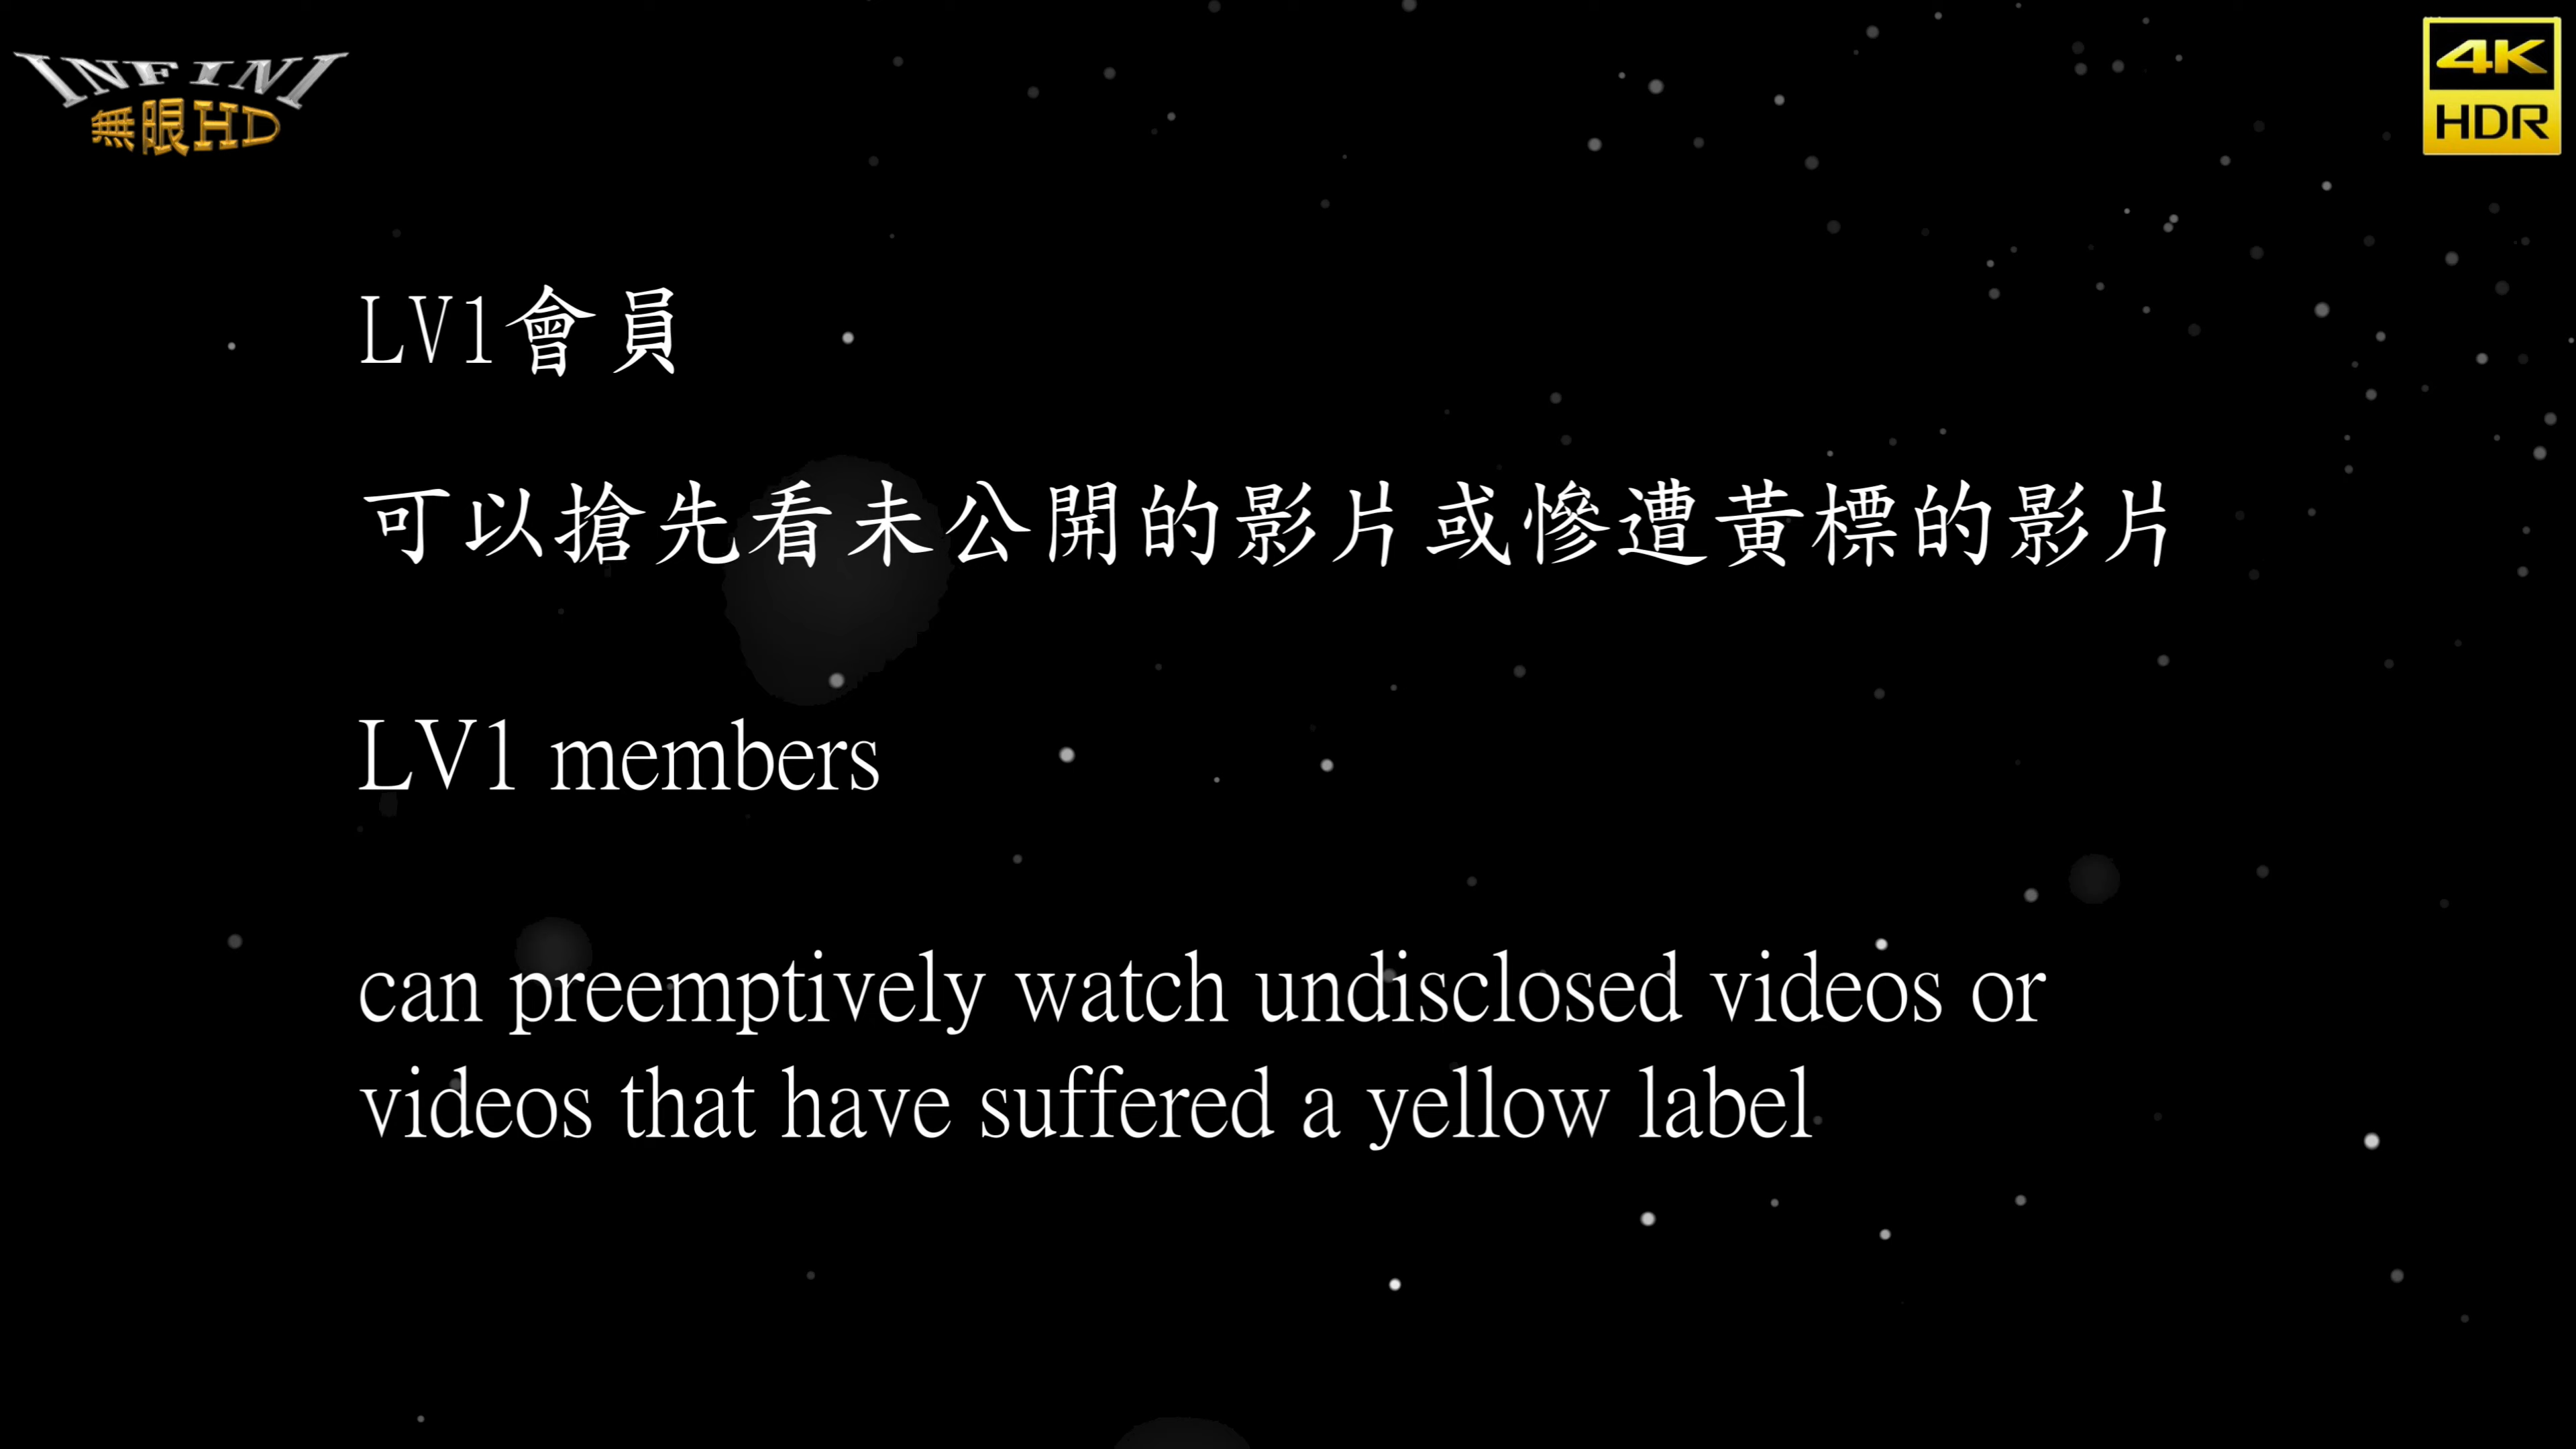 INFINI
無限HD
4K
HDR
LV1會員
可以搶先看未公開的影片或慘遭黃標的影片
LV1 members
can preemptively watch undisclosed videos or
videos that have suffered a yellow label